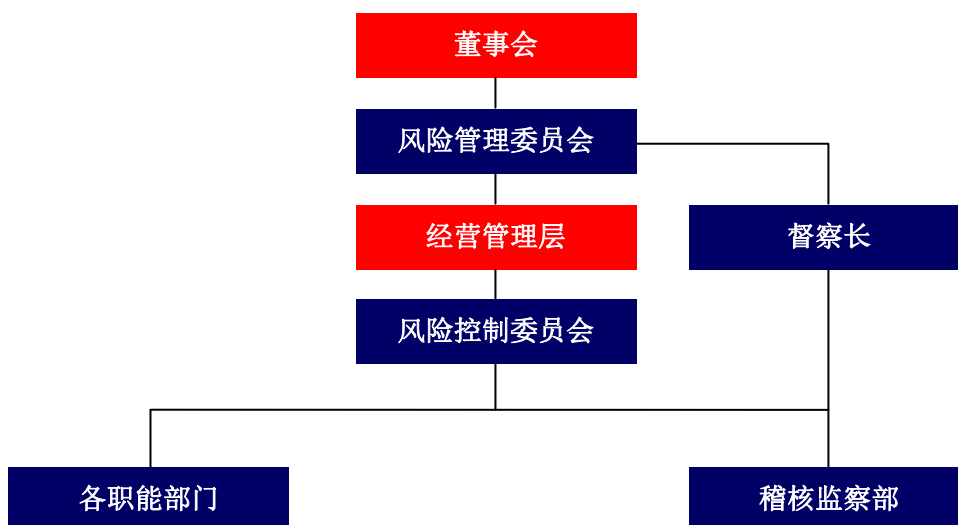 董事会
风险管理委员会
经营管理层
督察长
风险控制委员会
各职能部门
稽核监察部